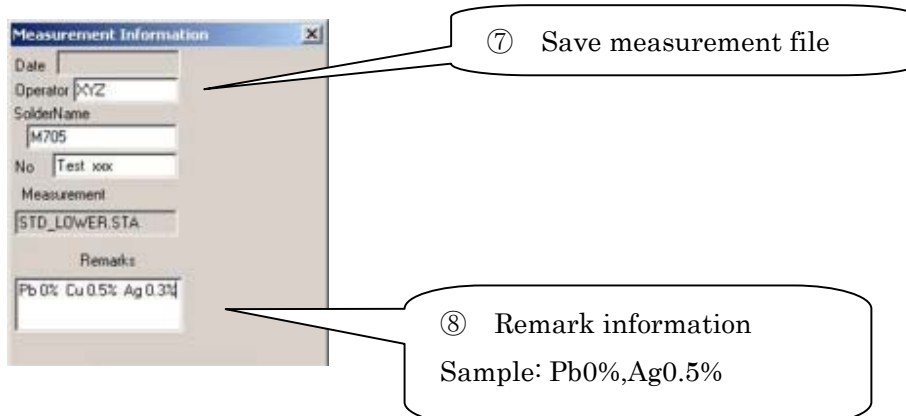 Measurement Information
Date
Operator XYZ
SolderName
M705
No Test xxx
Measurement
STD_LOWER.STA
Remarks
Pb 0% Cu 0.5% Ag 0.3%
⑦ Save measurement file
⑧ Remark information
Sample: Pb0%,Ag0.5%